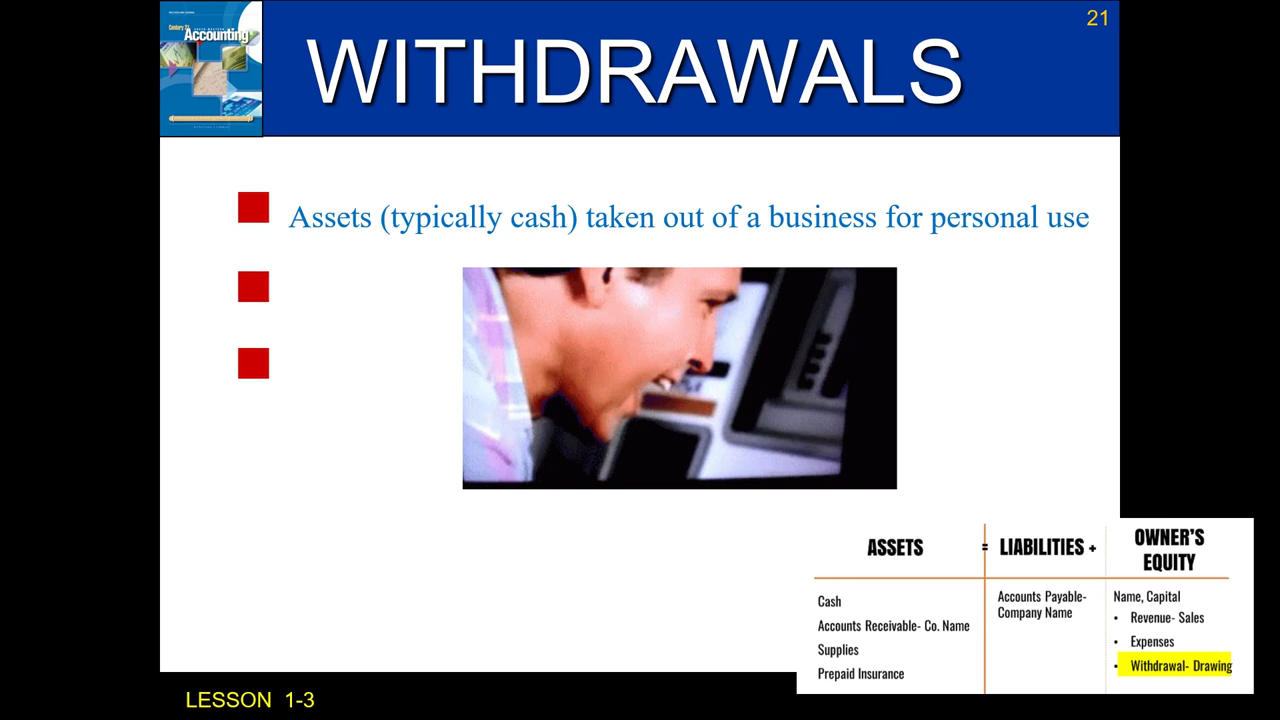 21
Century 21
Accounting
WITHDRAWALS
Assets (typically cash) taken out of a business for personal use
ASSETS = LIABILITIES + OWNER'S EQUITY
Cash
Accounts Receivable- Co. Name
Supplies
Prepaid Insurance
Accounts Payable-
Company Name
Name, Capital
• Revenue- Sales
• Expenses
• Withdrawal- Drawing
LESSON 1-3